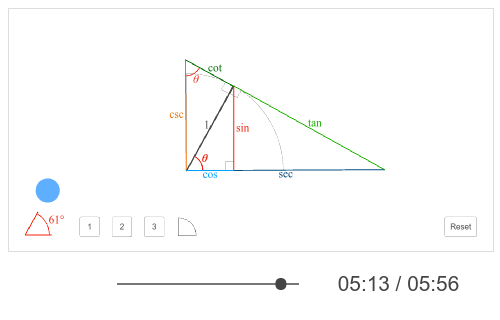 cot
θ
csc
1
tan
sin
θ
cos
sec
61°
1
2
3
Reset
05:13 / 05:56